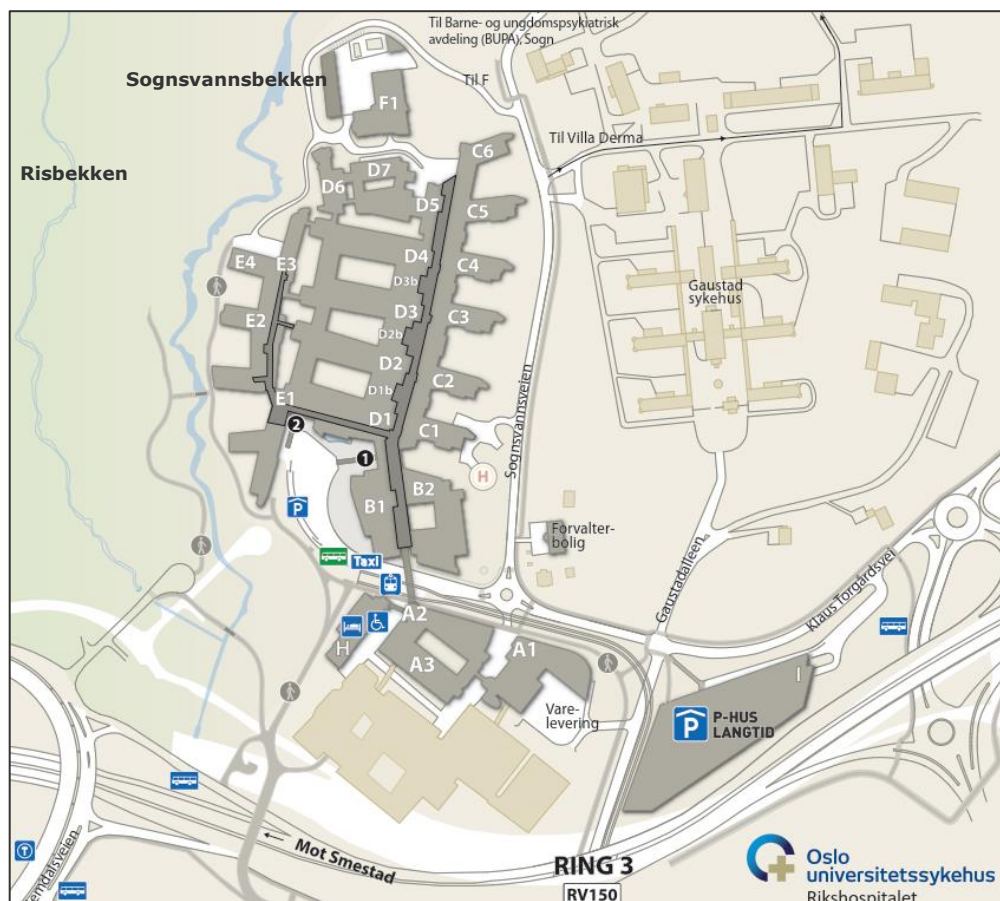 Til Barne- og ungdomspsykiatrisk
avdeling (BUPA), Sogn
Sognsvannsbekken
Til F
F1
Til Villa Derma
C6
Risbekken
D7
D6
D5
C5
E4
E3
D4
C4
D3b
Gaustad
sykehus
D3
C3
E2
D2b
D2
C2
D1b
E1
D1
C1
2
1
H
Sognsvannsveien
B2
B1
P
Forvalter-
bolig
Taxi
Gaustadalleen
Klaus Torgårdsvei
A2
H
A3
A1
I
Vare-
levering
P
P-HUS
LANGTID
Mot Smestad
RING 3
RV150
T
Oslo
universitetssykehus
Rikshospitalet